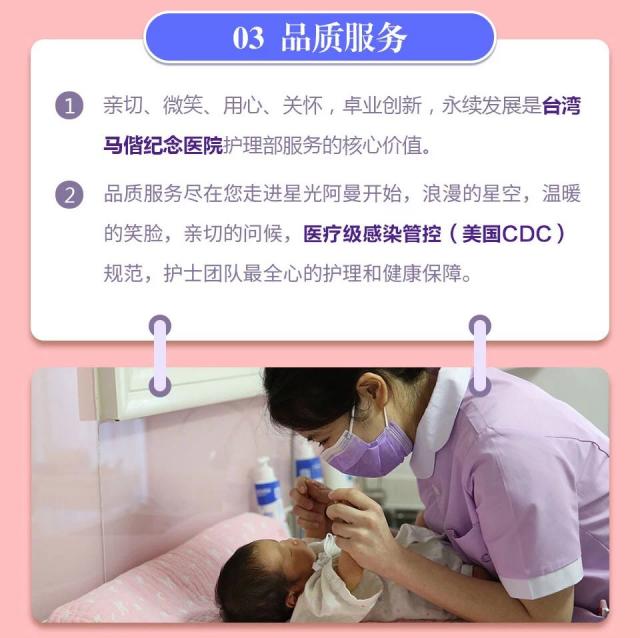 03 品质服务
1 亲切、微笑、用心、关怀，卓业创新，永续发展是台湾
马偕纪念医院护理部服务的核心价值。
2 品质服务尽在您走进星光阿曼开始，浪漫的星空，温暖
的笑脸，亲切的问候，医疗级感染管控（美国CDC）
规范，护士团队最全心的护理和健康保障。